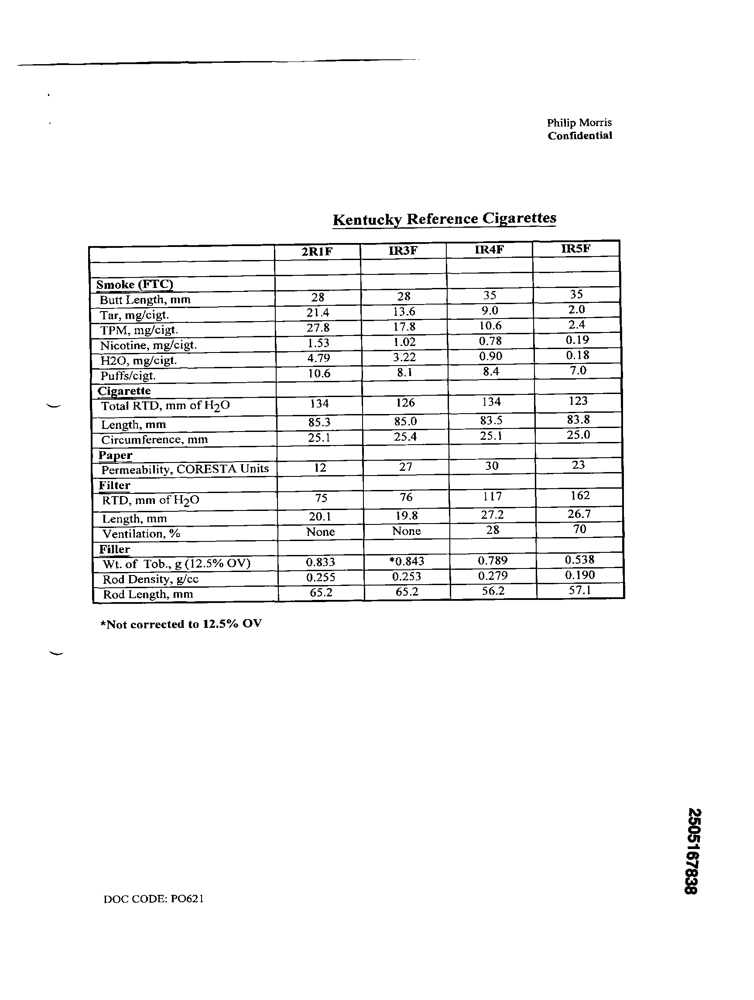 Philip Morris
Confidential
Kentucky Reference Cigarettes
2R1F IR3F IR4F IR5F
Smoke (FTC)
Butt Length, mm 28 28 35 35
Tar, mg/cigt. 21.4 13.6 9.0 2.0
TPM, mg/cigt. 27.8 17.8 10.6 2.4
Nicotine, mg/cigt. 1.53 1.02 0.78 0.19
H2O, mg/cigt. 4.79 3.22 0.90 0.18
Puffs/cigt. 10.6 8.1 8.4 7.0
Cigarette
Total RTD, mm of H2O 134 126 134 123
Length, mm 85.3 85.0 83.5 83.8
Circumference, mm 25.1 25.4 25.1 25.0
Paper
Permeability, CORESTA Units 12 27 30 23
Filter
RTD, mm of H2O 75 76 117 162
Length, mm 20.1 19.8 27.2 26.7
Ventilation, % None None 28 70
Filler
Wt. of Tob., g (12.5% OV) 0.833 *0.843 0.789 0.538
Rod Density, g/cc 0.255 0.253 0.279 0.190
Rod Length, mm 65.2 65.2 56.2 57.1
*Not corrected to 12.5% OV
2505167838
DOC CODE: PO621